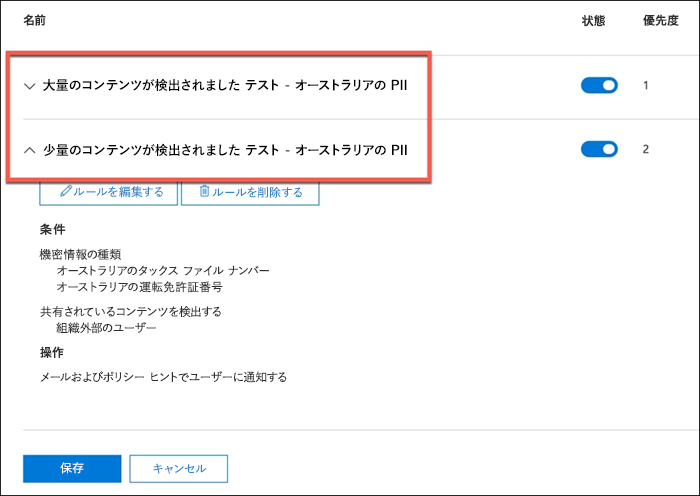 名前 状態 優先度
大量のコンテンツが検出されました テスト - オーストラリアの PII 1
少量のコンテンツが検出されました テスト - オーストラリアの PII 2
ルールを編集する ルールを削除する
条件
機密情報の種類
オーストラリアのタックス ファイル ナンバー
オーストラリアの運転免許証番号
共有されているコンテンツを検出する
組織外部のユーザー
操作
メールおよびポリシー ヒントでユーザーに通知する
保存 キャンセル